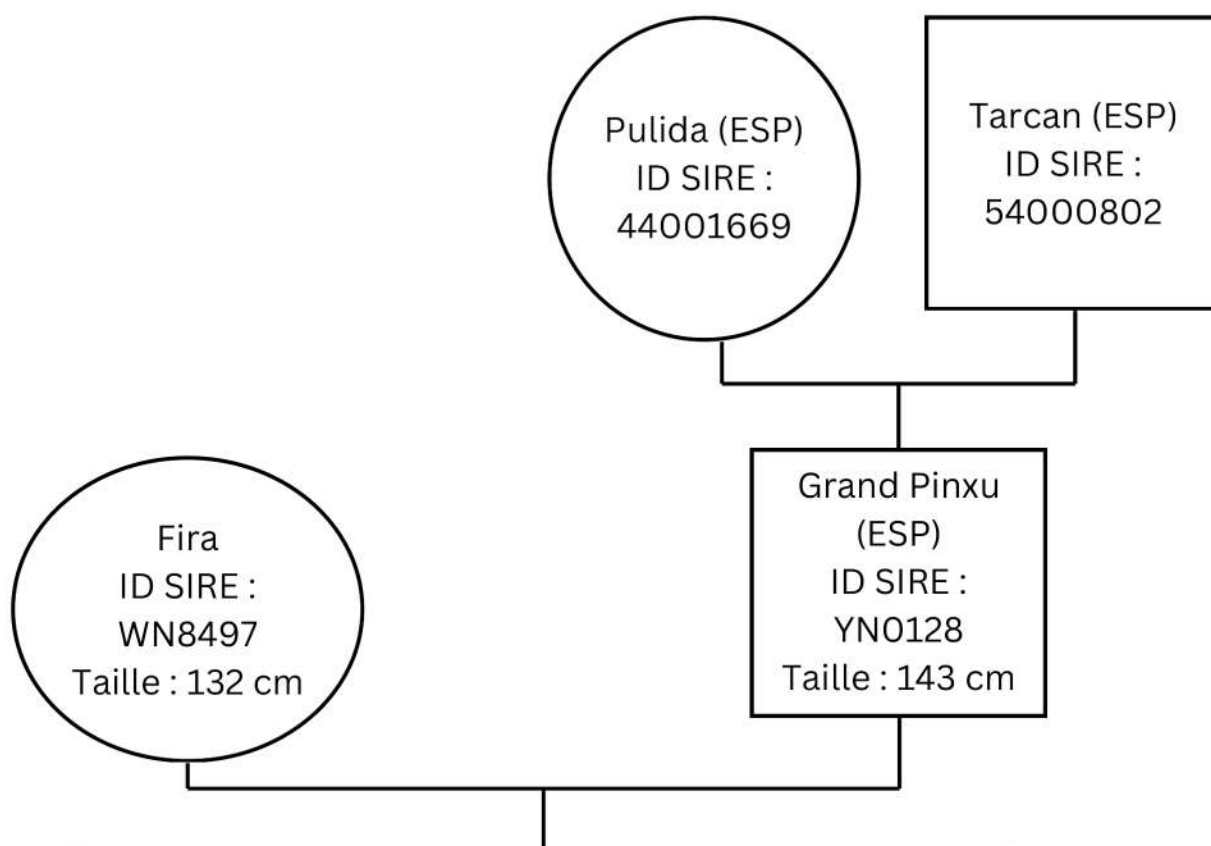 Pulida (ESP)
ID SIRE :
44001669
Tarcan (ESP)
ID SIRE :
54000802
Grand Pinxu
(ESP)
ID SIRE :
YN0128
Taille : 143 cm
Fira
ID SIRE :
WN8497
Taille : 132 cm